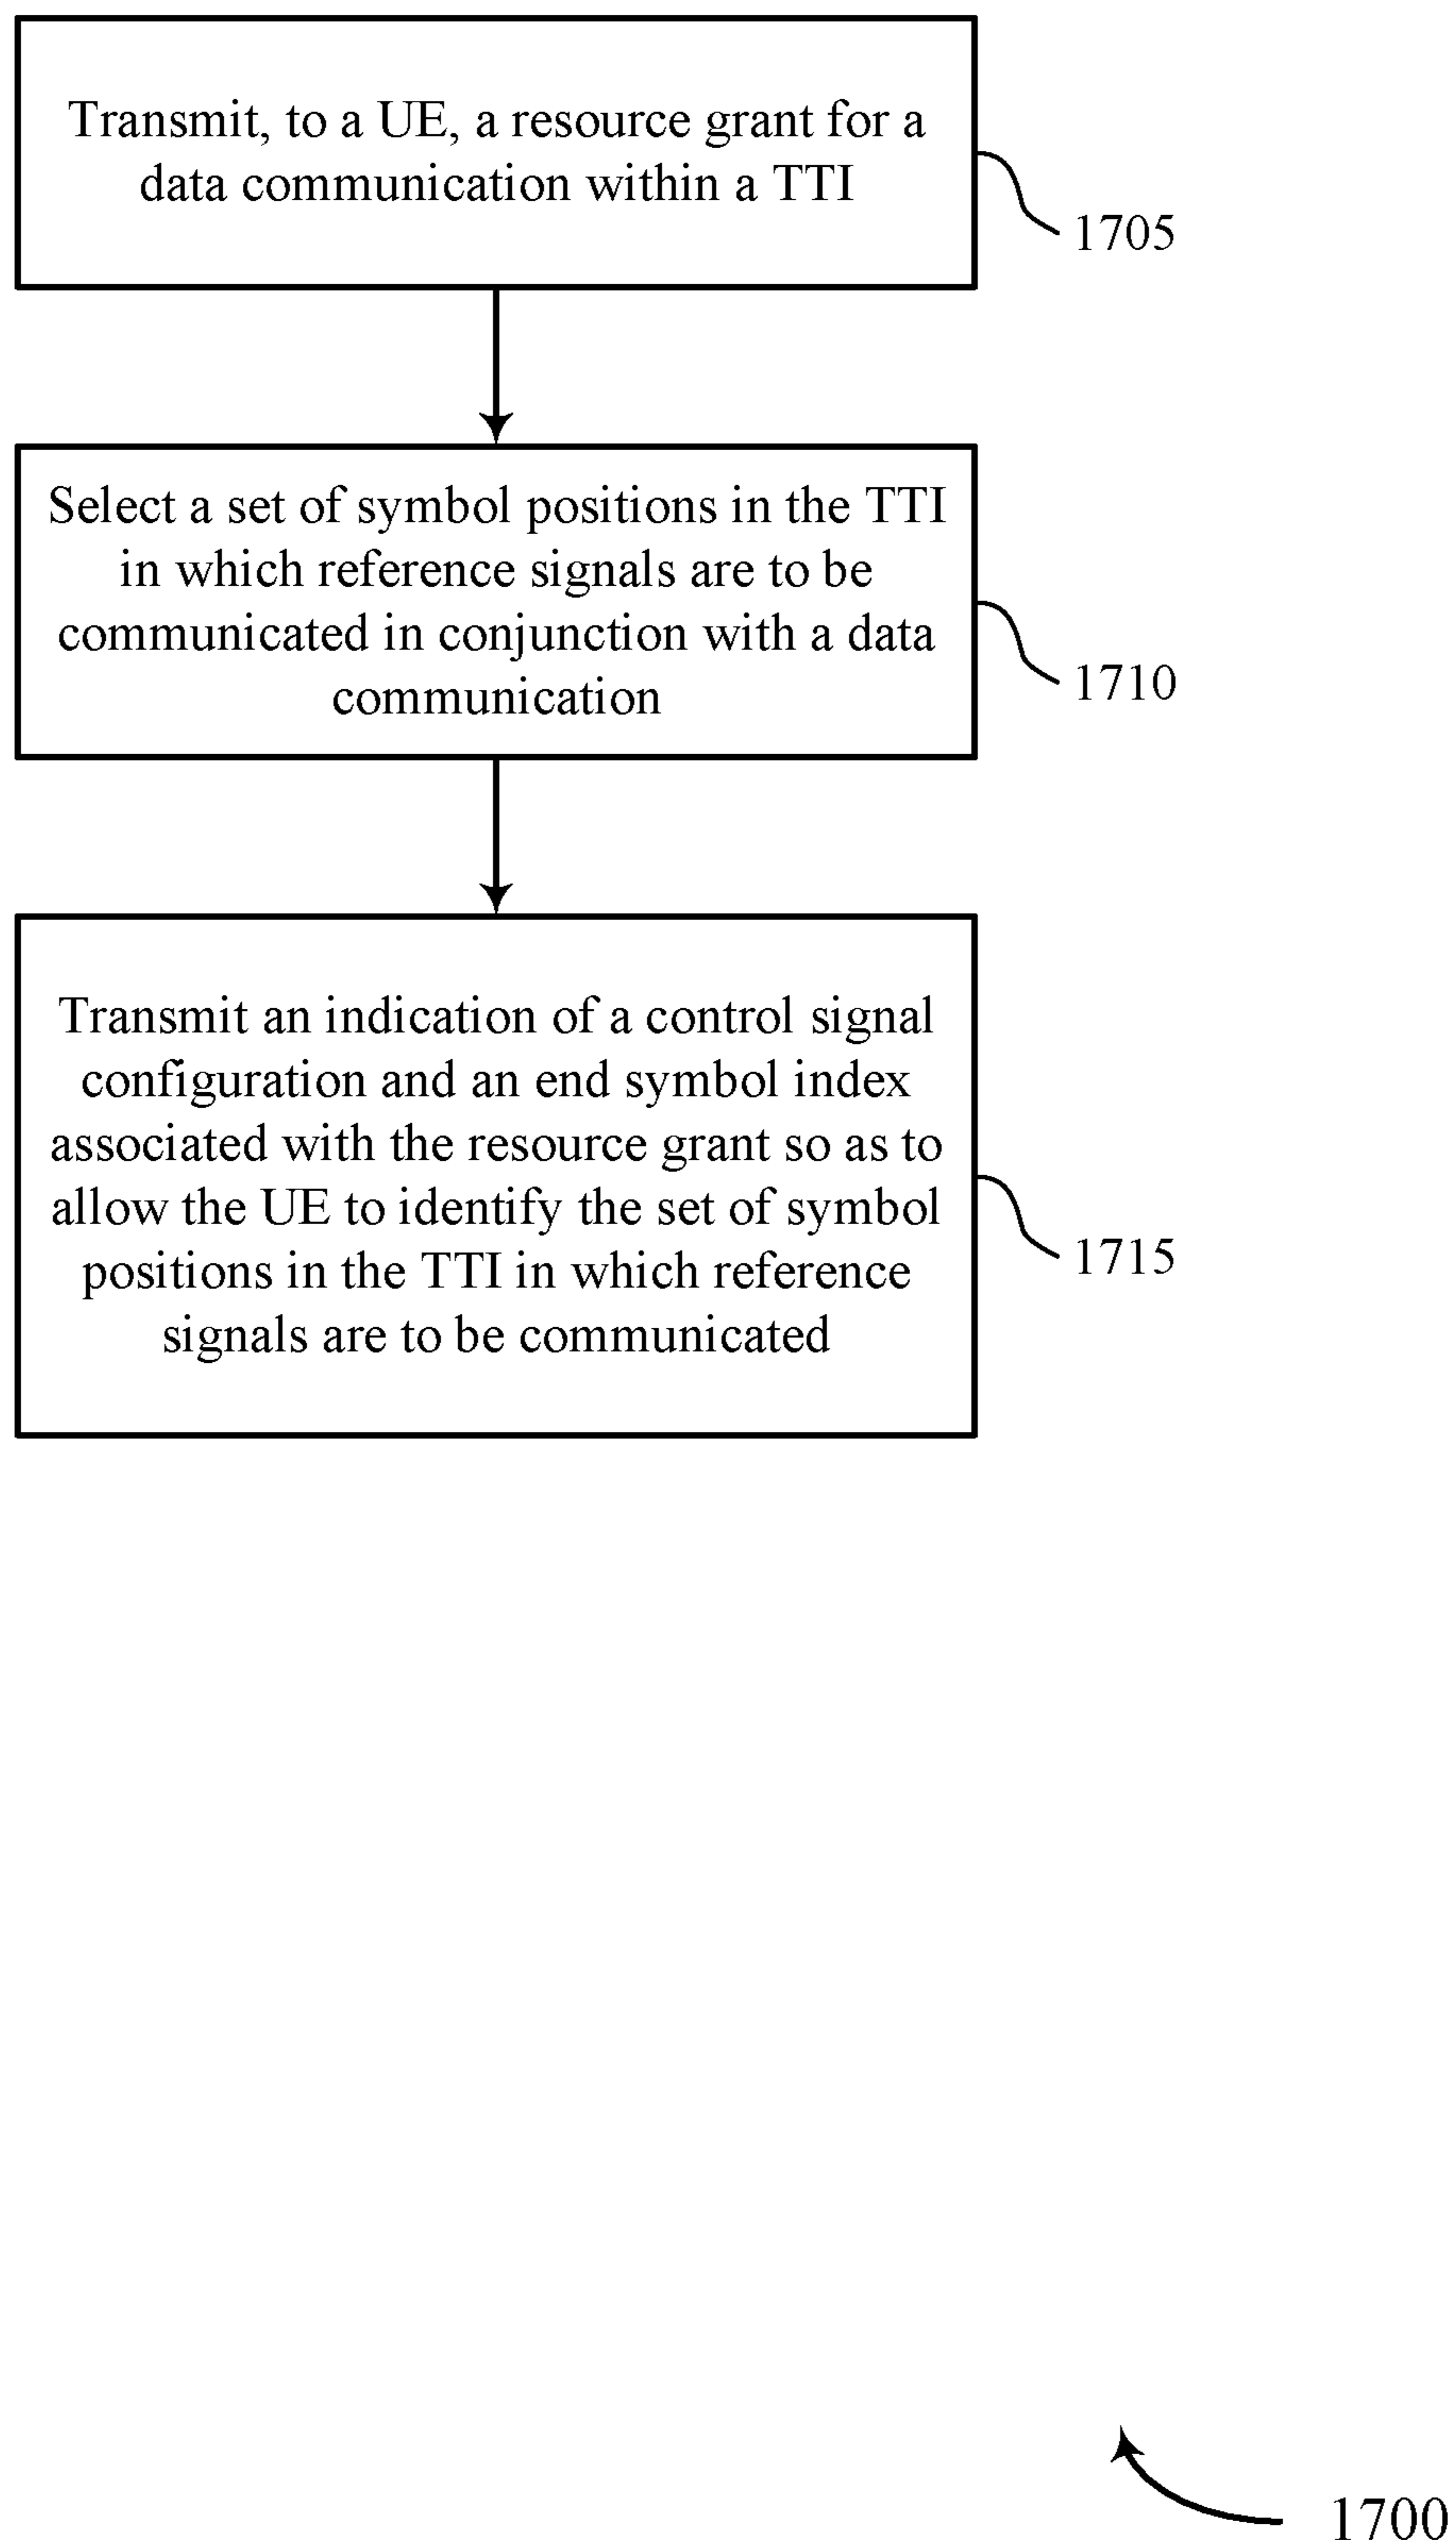 Transmit, to a UE, a resource grant for a
data communication within a TTI
1705
Select a set of symbol positions in the TTI
in which reference signals are to be
communicated in conjunction with a data
communication
1710
Transmit an indication of a control signal
configuration and an end symbol index
associated with the resource grant so as to
allow the UE to identify the set of symbol
positions in the TTI in which reference
signals are to be communicated
1715
1700